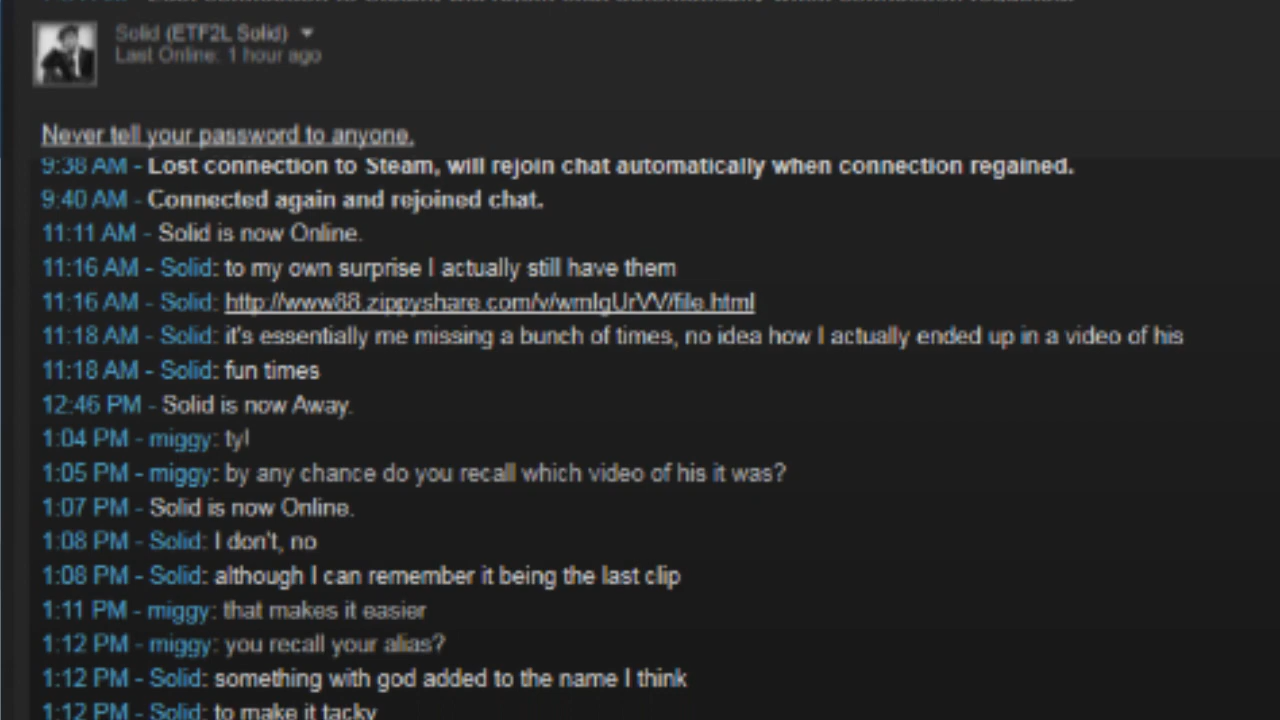 Solid (ETF2L Solid)
Last Online: 1 hour ago
Never tell your password to anyone.
9:38 AM - Lost connection to Steam, will rejoin chat automatically when connection regained.
9:40 AM - Connected again and rejoined chat.
11:11 AM - Solid is now Online.
11:16 AM - Solid: to my own surprise I actually still have them
11:16 AM - Solid: http://www88.zippyshare.com/v/wmIgUrVV/file.html
11:18 AM - Solid: it's essentially me missing a bunch of times, no idea how I actually ended up in a video of his
11:18 AM - Solid: fun times
12:46 PM - Solid is now Away.
1:04 PM - miggy: tyl
1:05 PM - miggy: by any chance do you recall which video of his it was?
1:07 PM - Solid is now Online.
1:08 PM - Solid: I don't, no
1:08 PM - Solid: although I can remember it being the last clip
1:11 PM - miggy: that makes it easier
1:12 PM - miggy: you recall your alias?
1:12 PM - Solid: something with god added to the name I think
1:12 PM - Solid: to make it tacky